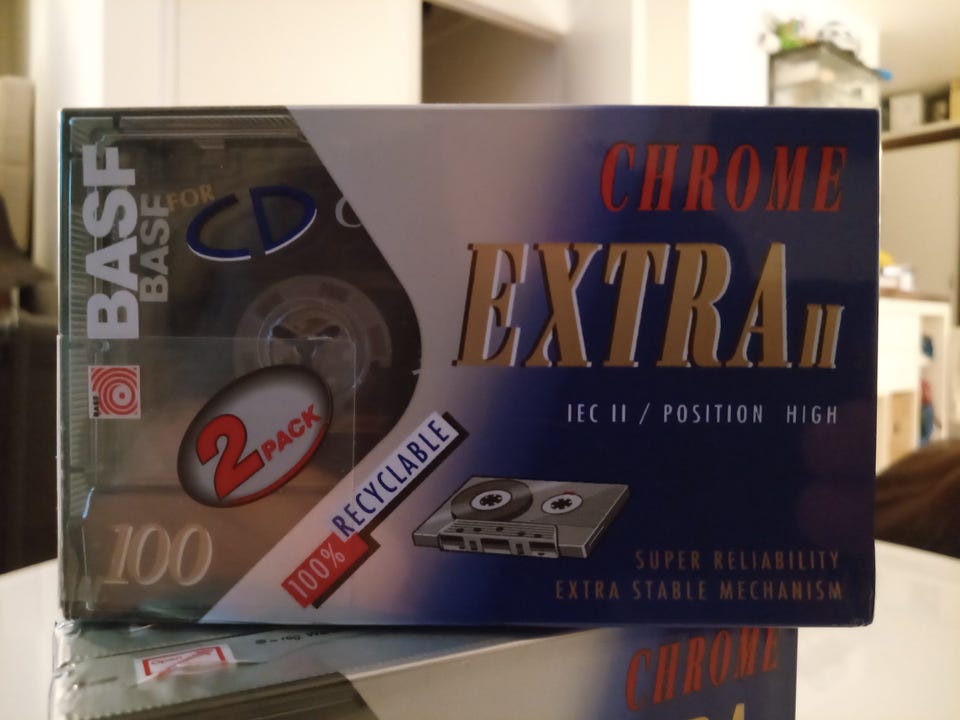 BASF
BASF
FOR
CD
CHROME
EXTRA II
IEC II / POSITION HIGH
2 PACK
100% RECYCLABLE
100
SUPER RELIABILITY
EXTRA STABLE MECHANISM
CHROME